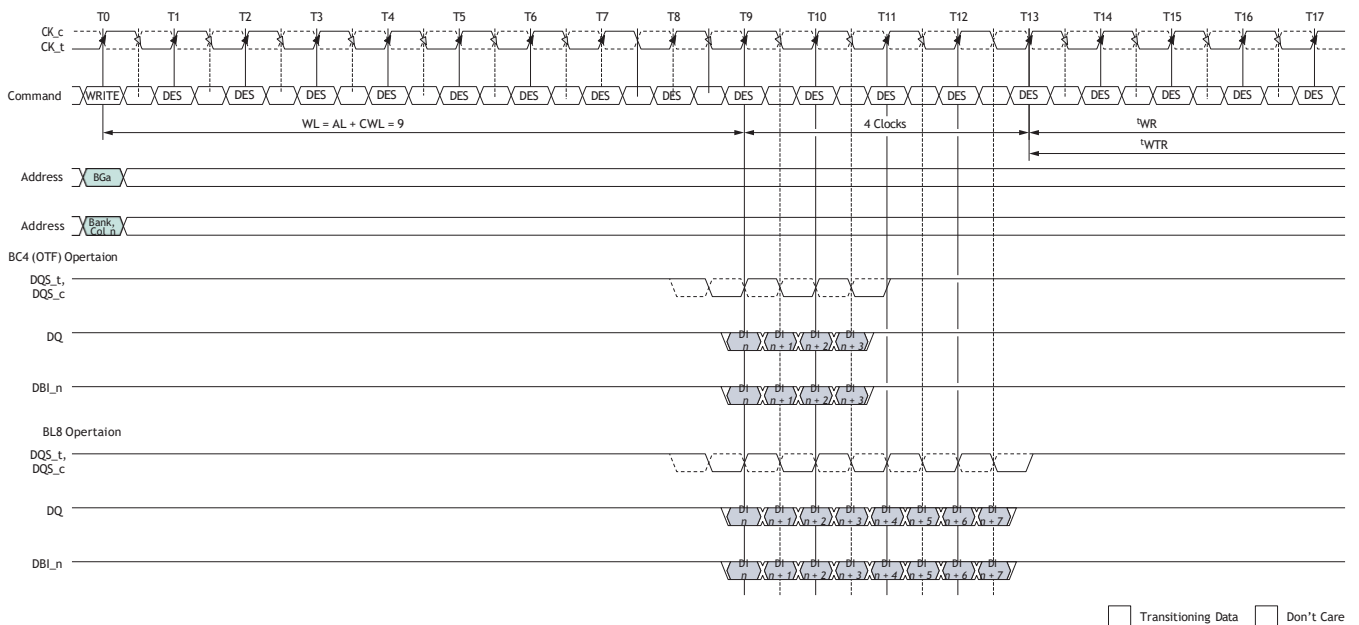 T0 T1 T2 T3 T4 T5 T6 T7 T8 T9 T10 T11 T12 T13 T14 T15 T16 T17
CK_c
CK_t
Command WRITE DES DES DES DES DES DES DES DES DES DES DES DES DES DES DES DES DES
WL = AL + CWL = 9 4 Clocks tWR
tWTR
Address BGa
Address Bank, Col n
BC4 (OTF) Opertaion
DQS_t,
DQS_c
DQ DI n DI n + 1 DI n + 2 DI n + 3
DBI_n DI n DI n + 1 DI n + 2 DI n + 3
BL8 Opertaion
DQS_t,
DQS_c
DQ DI n DI n + 1 DI n + 2 DI n + 3 DI n + 4 DI n + 5 DI n + 6 DI n + 7
DBI_n DI n DI n + 1 DI n + 2 DI n + 3 DI n + 4 DI n + 5 DI n + 6 DI n + 7
Transitioning Data Don't Care